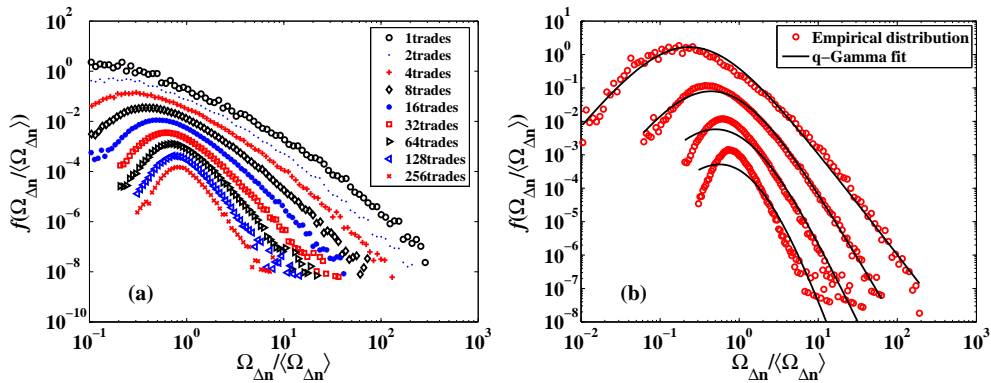 10^2
10^0
10^−2
10^−4
10^−6
10^−8
10^−10
f(Ω_Δn/⟨Ω_Δn⟩)
1trades
2trades
4trades
8trades
16trades
32trades
64trades
128trades
256trades
(a)
10^−1
10^0
10^1
10^2
10^3
Ω_Δn/⟨Ω_Δn⟩
10^1
10^0
10^−1
10^−2
10^−3
10^−4
10^−5
10^−6
10^−7
10^−8
f(Ω_Δn/⟨Ω_Δn⟩)
Empirical distribution
q−Gamma fit
(b)
10^−2
10^−1
10^0
10^1
10^2
10^3
Ω_Δn/⟨Ω_Δn⟩